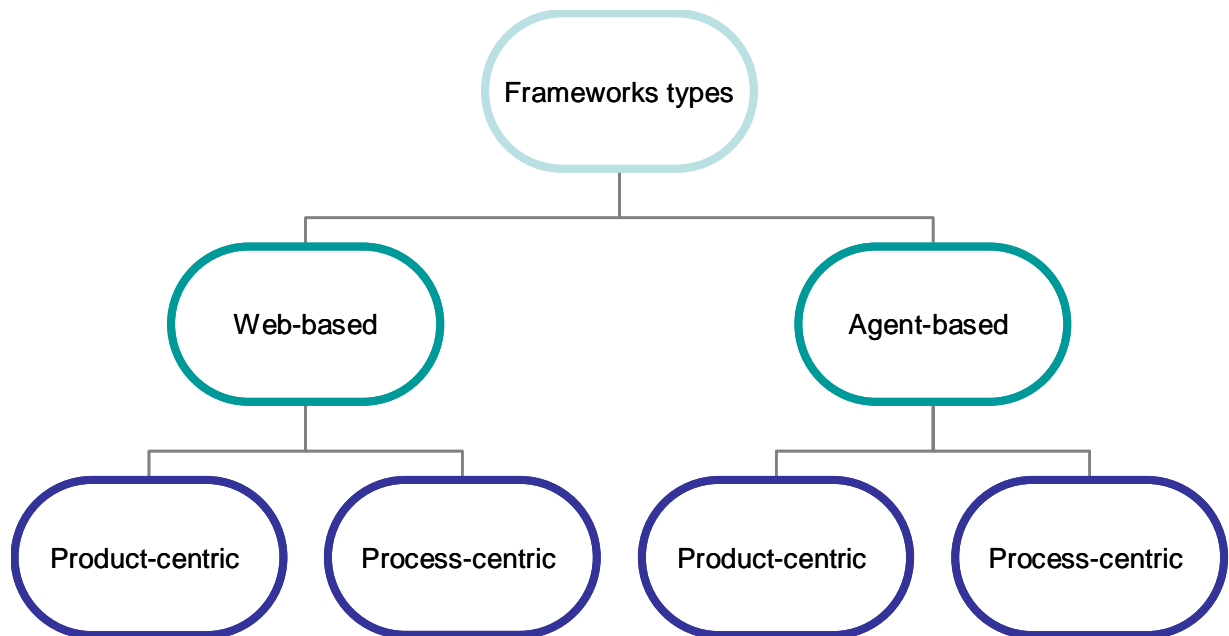 Frameworks types
Web-based
Agent-based
Product-centric
Process-centric
Product-centric
Process-centric